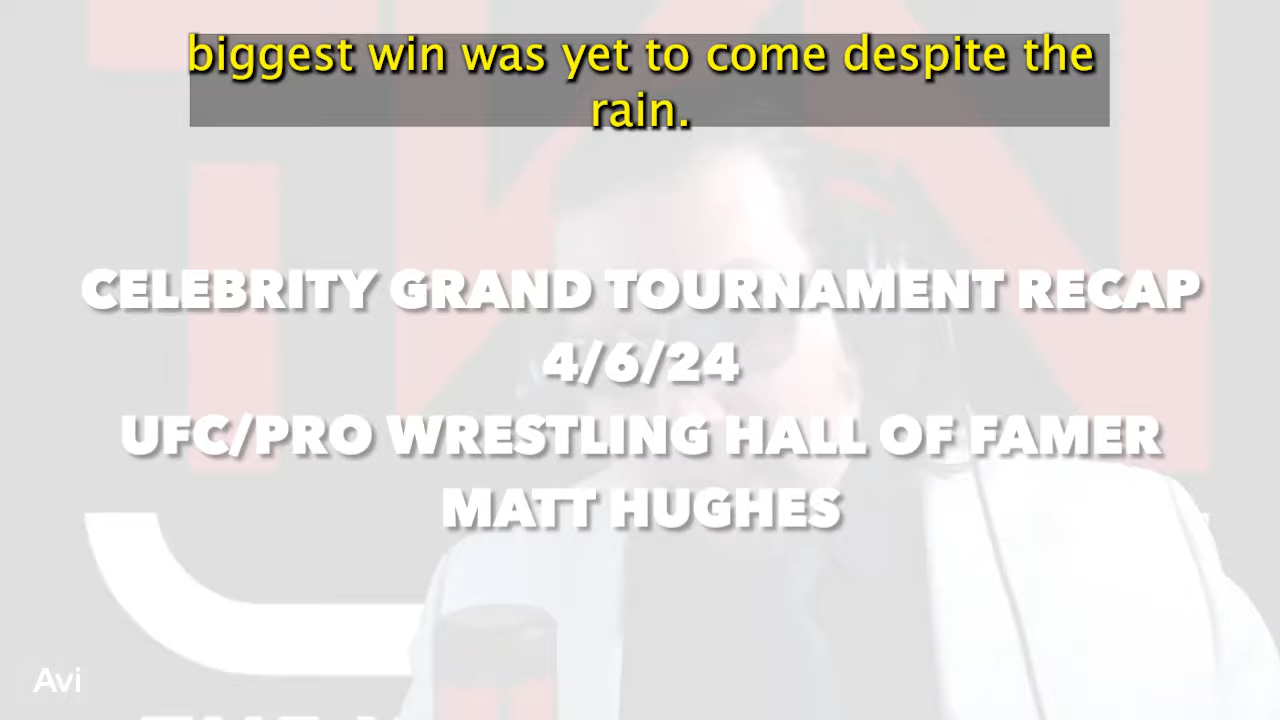 biggest win was yet to come despite the
rain.
CELEBRITY GRAND TOURNAMENT RECAP
4/6/24
UFC/PRO WRESTLING HALL OF FAMER
MATT HUGHES
Avi